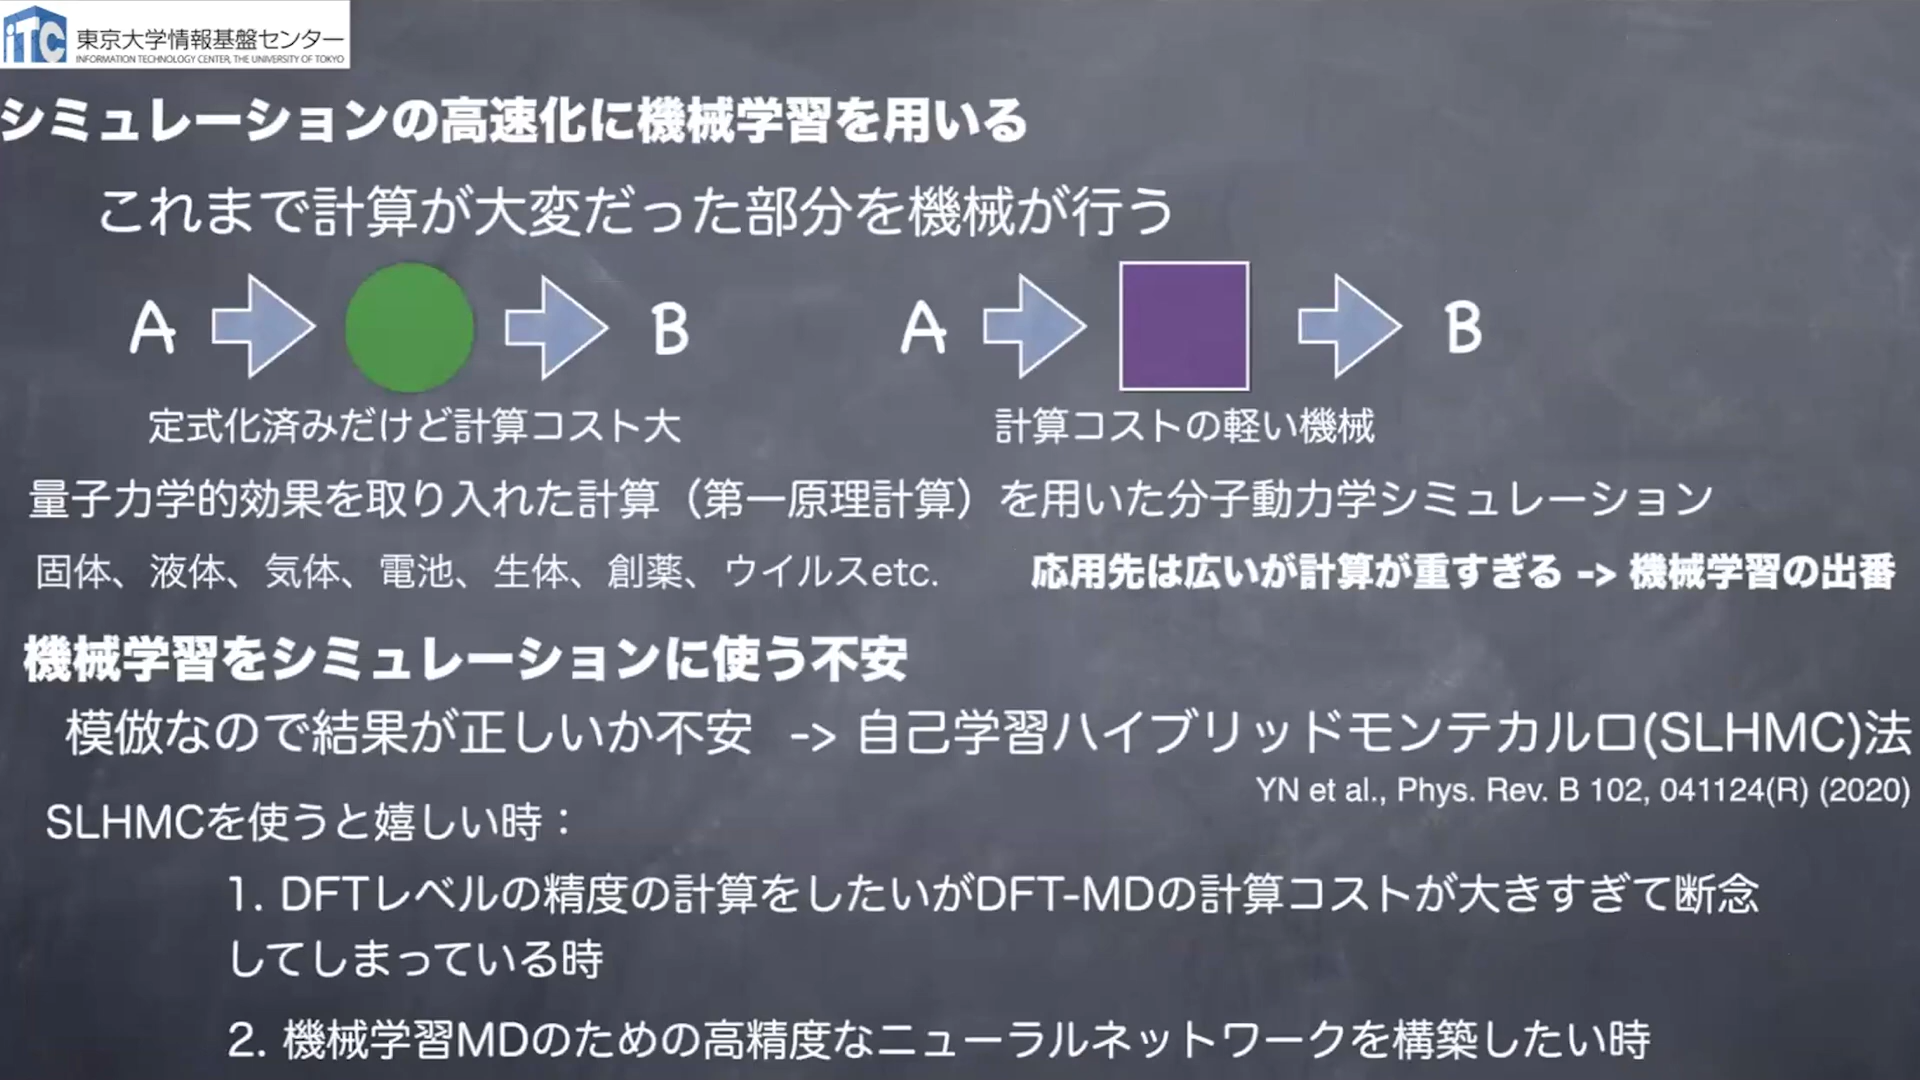 iTC 東京大学情報基盤センター
INFORMATION TECHNOLOGY CENTER, THE UNIVERSITY OF TOKYO
シミュレーションの高速化に機械学習を用いる
これまで計算が大変だった部分を機械が行う
A B A B
定式化済みだけど計算コスト大 計算コストの軽い機械
量子力学的効果を取り入れた計算（第一原理計算）を用いた分子動力学シミュレーション
固体、液体、気体、電池、生体、創薬、ウイルスetc. 応用先は広いが計算が重すぎる -> 機械学習の出番
機械学習をシミュレーションに使う不安
模倣なので結果が正しいか不安 -> 自己学習ハイブリッドモンテカルロ(SLHMC)法
YN et al., Phys. Rev. B 102, 041124(R) (2020)
SLHMCを使うと嬉しい時：
1. DFTレベルの精度の計算をしたいがDFT-MDの計算コストが大きすぎて断念
してしまっている時
2. 機械学習MDのための高精度なニューラルネットワークを構築したい時